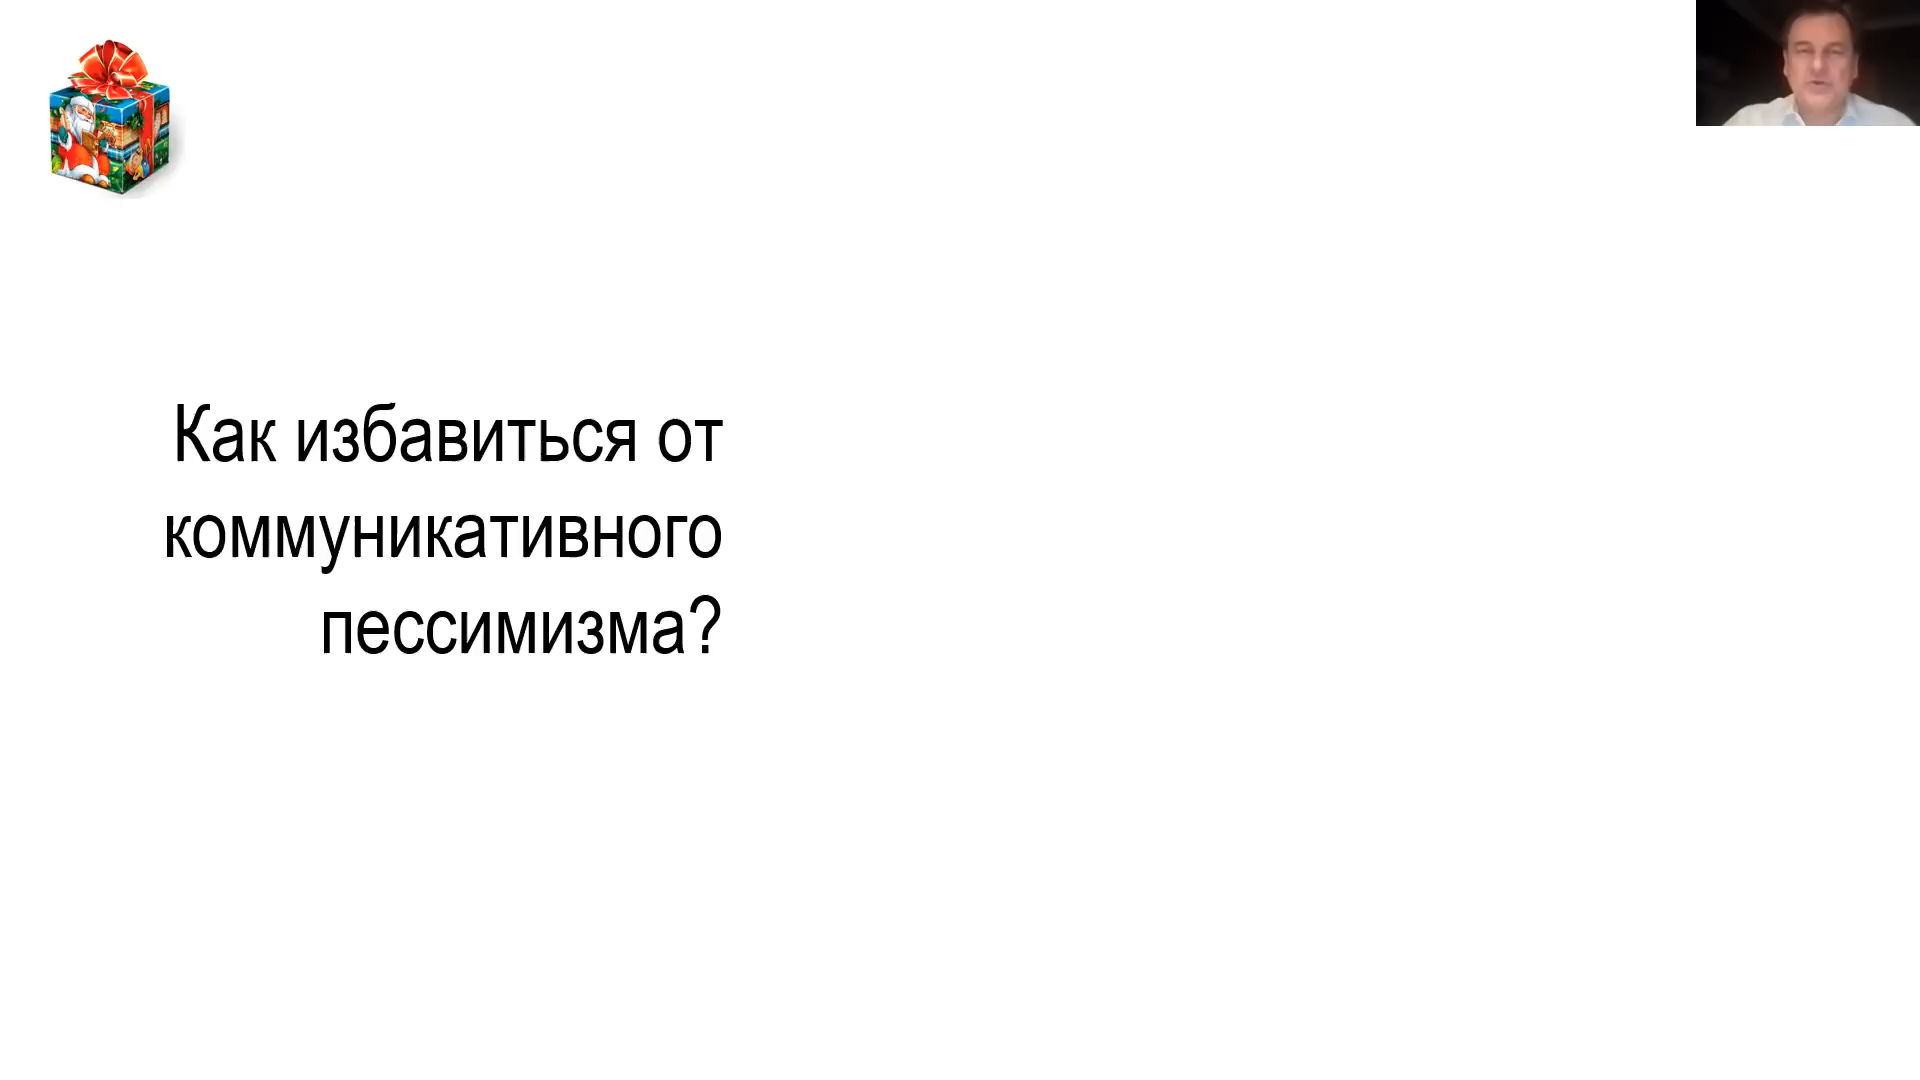 Как избавиться от
коммуникативного
пессимизма?